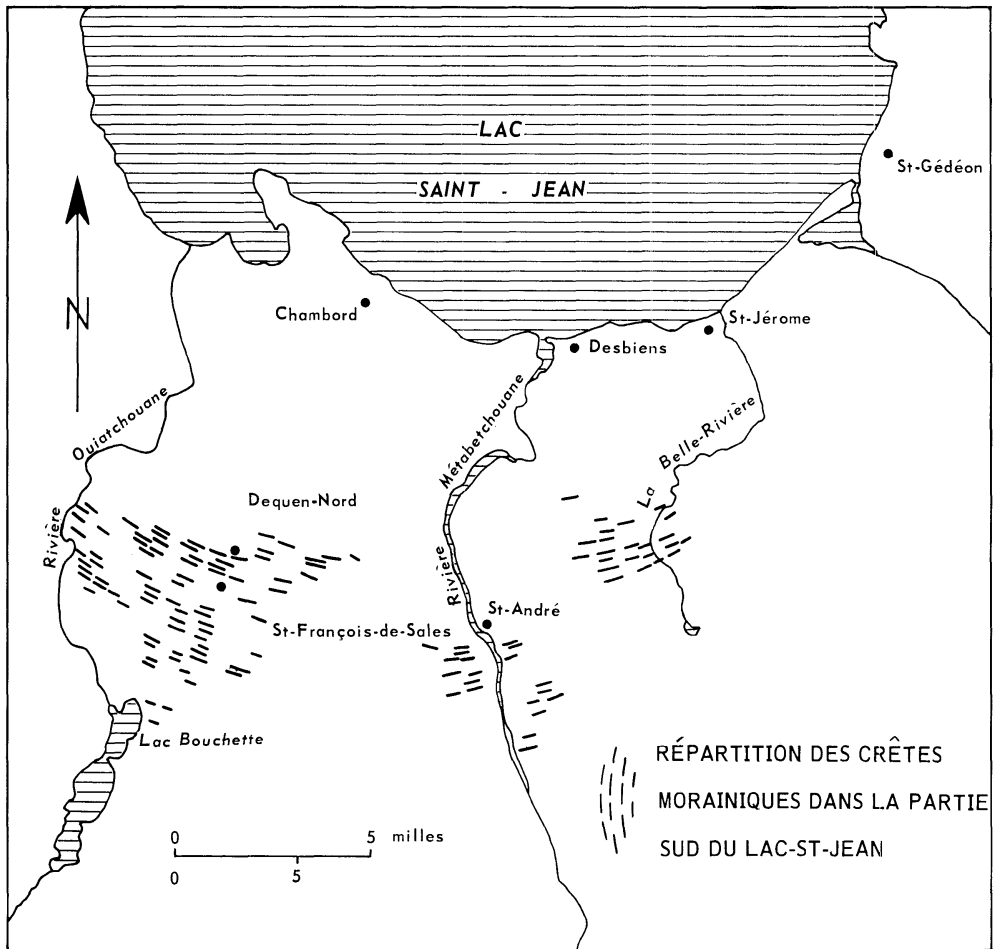 LAC
SAINT - JEAN
St-Gédéon
N
Chambord
St-Jérome
Desbiens
Rivière Ouiatchouane
Rivière Métabetchouane
La Belle-Rivière
Dequen-Nord
St-André
St-François-de-Sales
Lac Bouchette
RÉPARTITION DES CRÊTES
MORAINIQUES DANS LA PARTIE
SUD DU LAC-ST-JEAN
0 5 milles
0 5